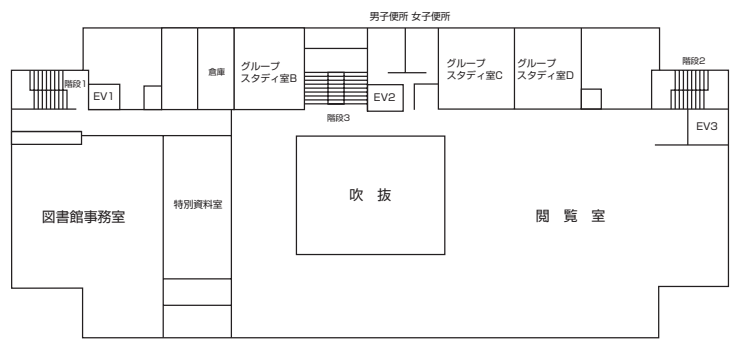 男子便所 女子便所
階段1
EV1
倉庫
グループ
スタディ室B
階段3
EV2
グループ
スタディ室C
グループ
スタディ室D
階段2
EV3
図書館事務室
特別資料室
吹 抜
閲 覧 室